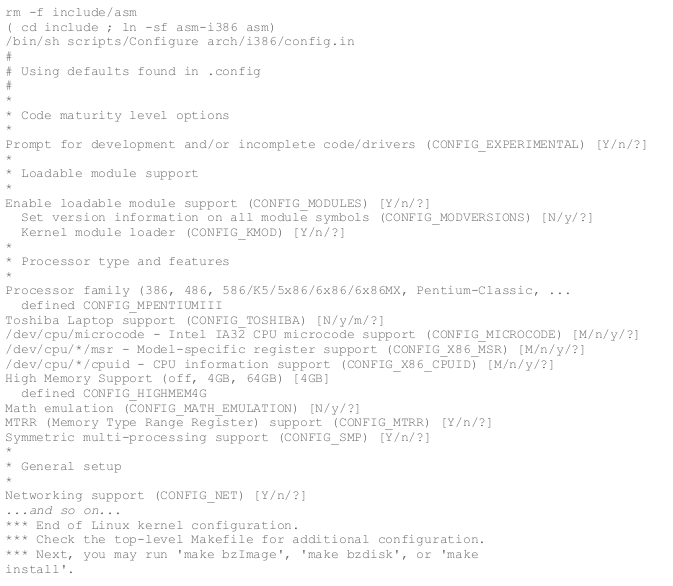 rm -f include/asm
( cd include ; ln -sf asm-i386 asm)
/bin/sh scripts/Configure arch/i386/config.in
#
# Using defaults found in .config
#
*
* Code maturity level options
*
Prompt for development and/or incomplete code/drivers (CONFIG_EXPERIMENTAL) [Y/n/?]
*
* Loadable module support
*
Enable loadable module support (CONFIG_MODULES) [Y/n/?]
  Set version information on all module symbols (CONFIG_MODVERSIONS) [N/y/?]
  Kernel module loader (CONFIG_KMOD) [Y/n/?]
*
* Processor type and features
*
Processor family (386, 486, 586/K5/5x86/6x86/6x86MX, Pentium-Classic, ...
  defined CONFIG_MPENTIUMIII
Toshiba Laptop support (CONFIG_TOSHIBA) [N/y/m/?]
/dev/cpu/microcode - Intel IA32 CPU microcode support (CONFIG_MICROCODE) [M/n/y/?]
/dev/cpu/*/msr - Model-specific register support (CONFIG_X86_MSR) [M/n/y/?]
/dev/cpu/*/cpuid - CPU information support (CONFIG_X86_CPUID) [M/n/y/?]
High Memory Support (off, 4GB, 64GB) [4GB]
  defined CONFIG_HIGHMEM4G
Math emulation (CONFIG_MATH_EMULATION) [N/y/?]
MTRR (Memory Type Range Register) support (CONFIG_MTRR) [Y/n/?]
Symmetric multi-processing support (CONFIG_SMP) [Y/n/?]
*
* General setup
*
Networking support (CONFIG_NET) [Y/n/?]
...and so on...
*** End of Linux kernel configuration.
*** Check the top-level Makefile for additional configuration.
*** Next, you may run 'make bzImage', 'make bzdisk', or 'make
install'.